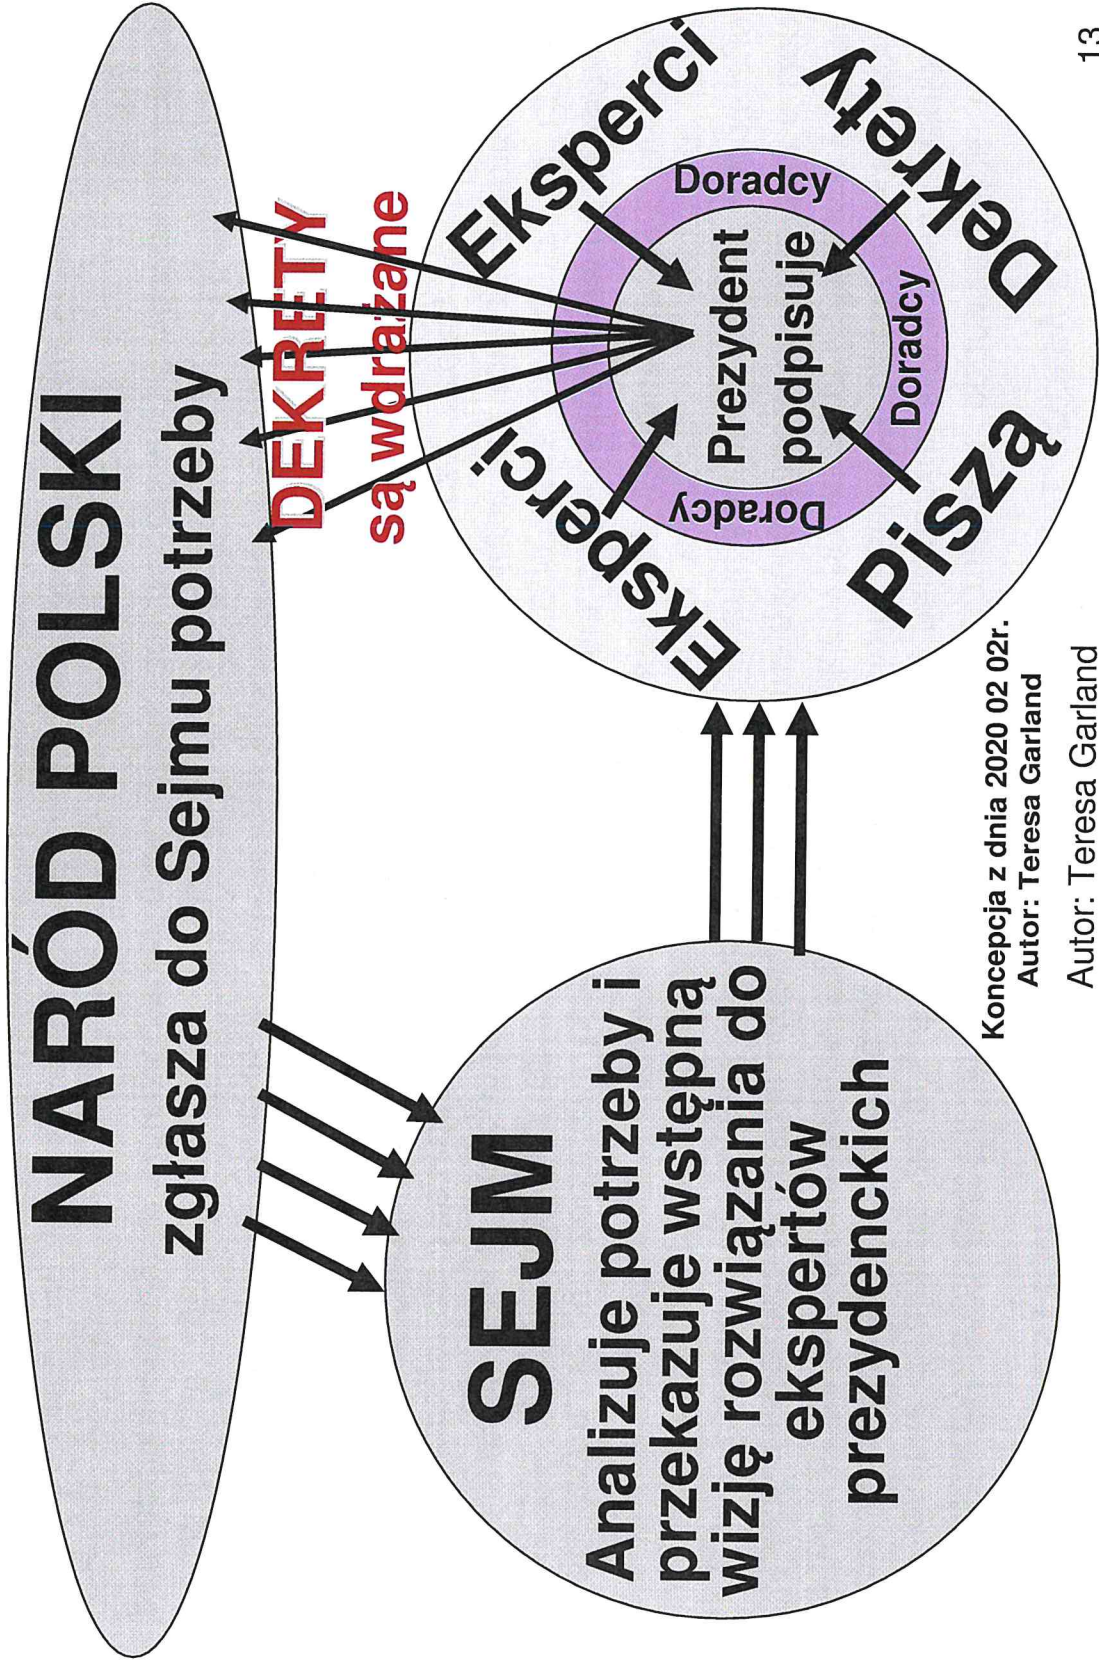 NARÓD POLSKI
zgłasza do Sejmu potrzeby
DEKRETY
są wdrażane
SEJM
Analizuje potrzeby i
przekazuje wstępną
wizję rozwiązania do
ekspertów
prezydenckich
Eksperci
Eksperci
Piszą
Dekrety
Doradcy
Doradcy
Doradcy
Prezydent
podpisuje
Koncepcja z dnia 2020 02 02r.
Autor: Teresa Garland
Autor: Teresa Garland
13